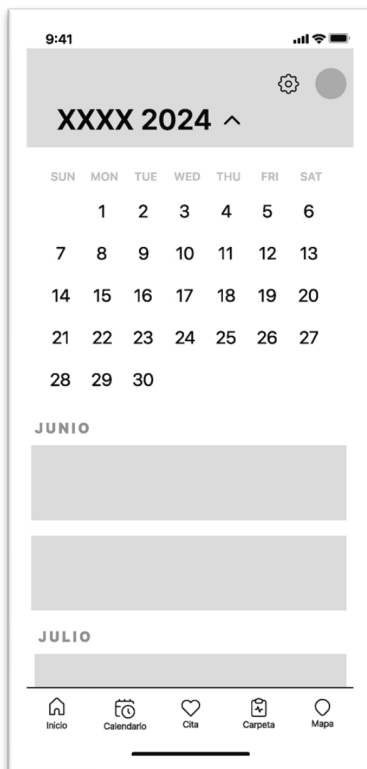 9:41
XXXX 2024
SUN MON TUE WED THU FRI SAT
1 2 3 4 5 6
7 8 9 10 11 12 13
14 15 16 17 18 19 20
21 22 23 24 25 26 27
28 29 30
JUNIO
JULIO
Inicio Calendario Cita Carpeta Mapa